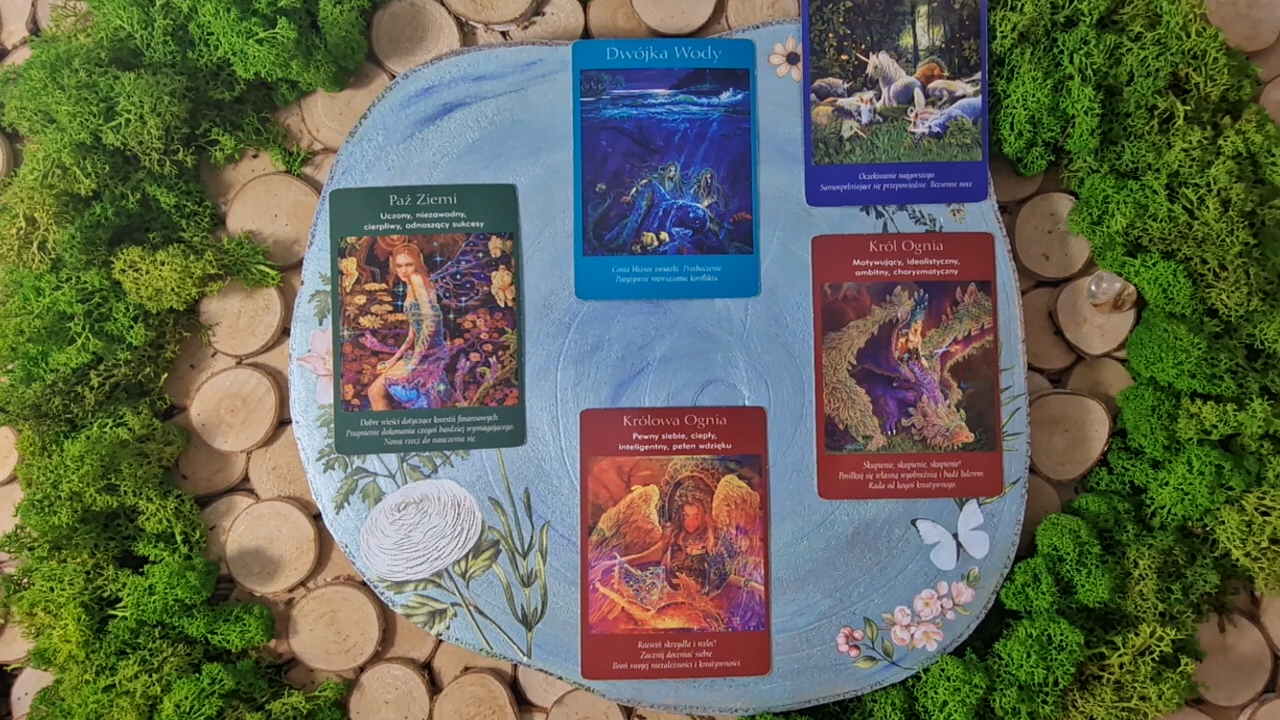 Dwójka Wody
Coraz bliższe związki. Przebaczenie.
Pozytywne rozwiązanie konfliktu.
Oczekiwanie najgorszego.
Samospełniające się przepowiednie. Bezsenne noce
Paź Ziemi
Uczony, niezawodny,
cierpliwy, odnoszący sukcesy
Dobre wieści dotyczące kwestii finansowych.
Pragnienie dokonania czegoś bardziej wymagającego.
Nowa rzecz do nauczenia się.
Król Ognia
Motywujący, idealistyczny,
ambitny, charyzmatyczny
Skupienie, skupienie, skupienie!
Posiłkuj się własną wyobraźnią i bądź liderem.
Rada od kogoś kreatywnego.
Królowa Ognia
Pewny siebie, ciepły,
inteligentny, pełen wdzięku
Rozwiń skrzydła i wzleć!
Zacznij doceniać siebie.
Broń swojej niezależności i kreatywności.